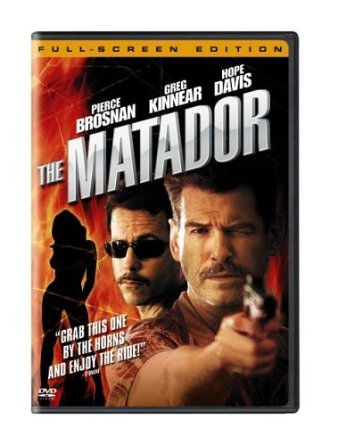 FULL-SCREEN EDITION
PIERCE BROSNAN
GREG KINNEAR
HOPE DAVIS
THE MATADOR
"GRAB THIS ONE
BY THE HORNS
AND ENJOY THE RIDE!"
DVD